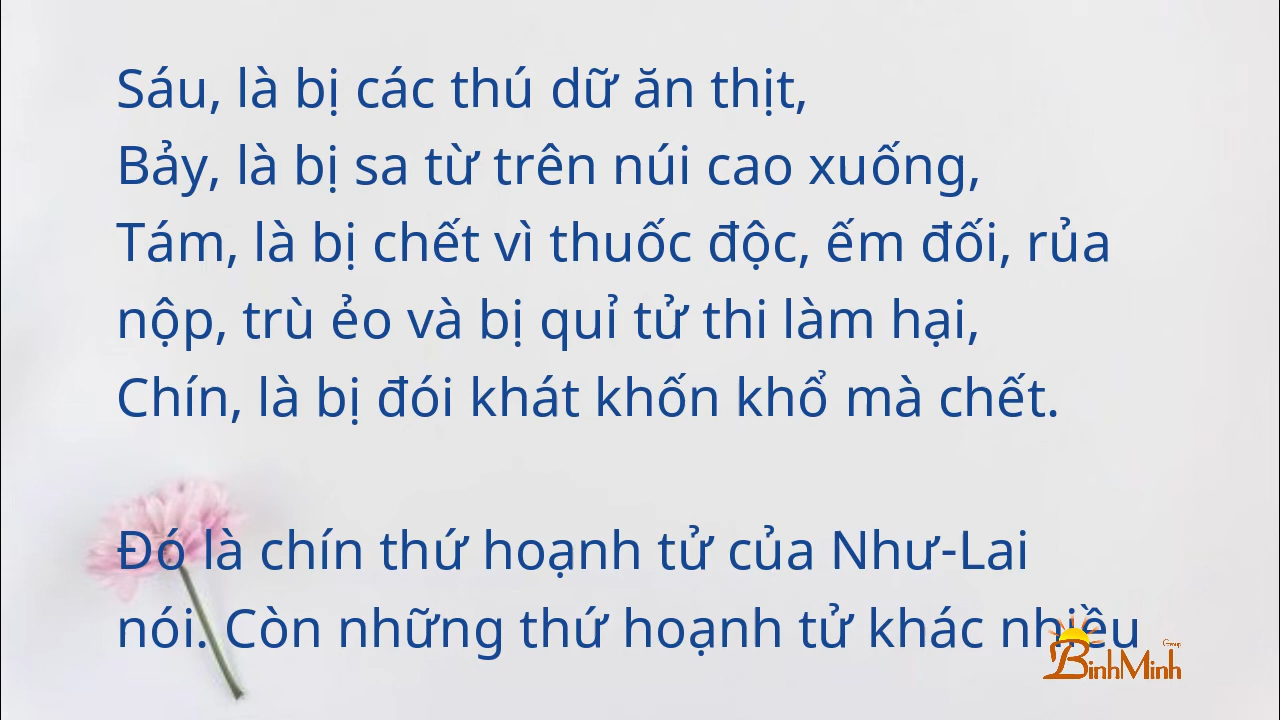 Sáu, là bị các thú dữ ăn thịt,
Bảy, là bị sa từ trên núi cao xuống,
Tám, là bị chết vì thuốc độc, ếm đối, rủa
nộp, trù ẻo và bị quỉ tử thi làm hại,
Chín, là bị đói khát khốn khổ mà chết.
Đó là chín thứ hoạnh tử của Như-Lai
nói. Còn những thứ hoạnh tử khác nhiều
Group
BinhMinh